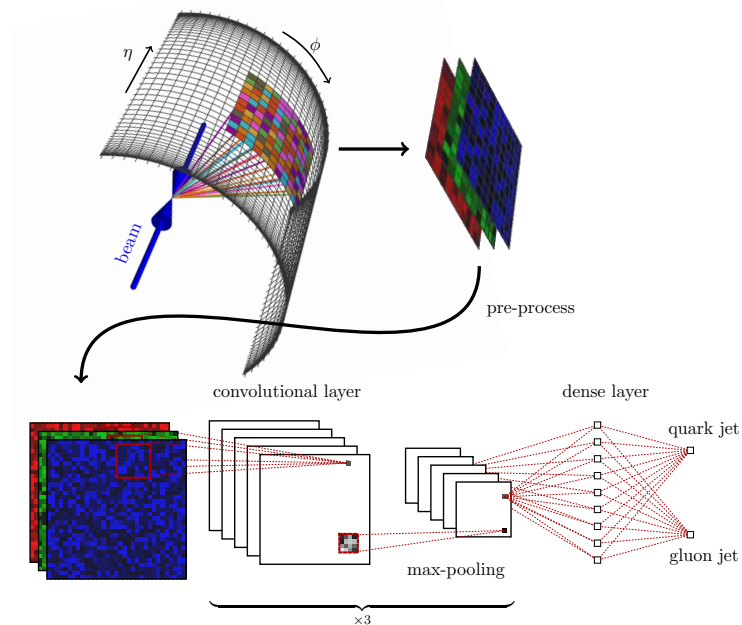 η
ϕ
beam
pre-process
convolutional layer
dense layer
quark jet
gluon jet
max-pooling
×3